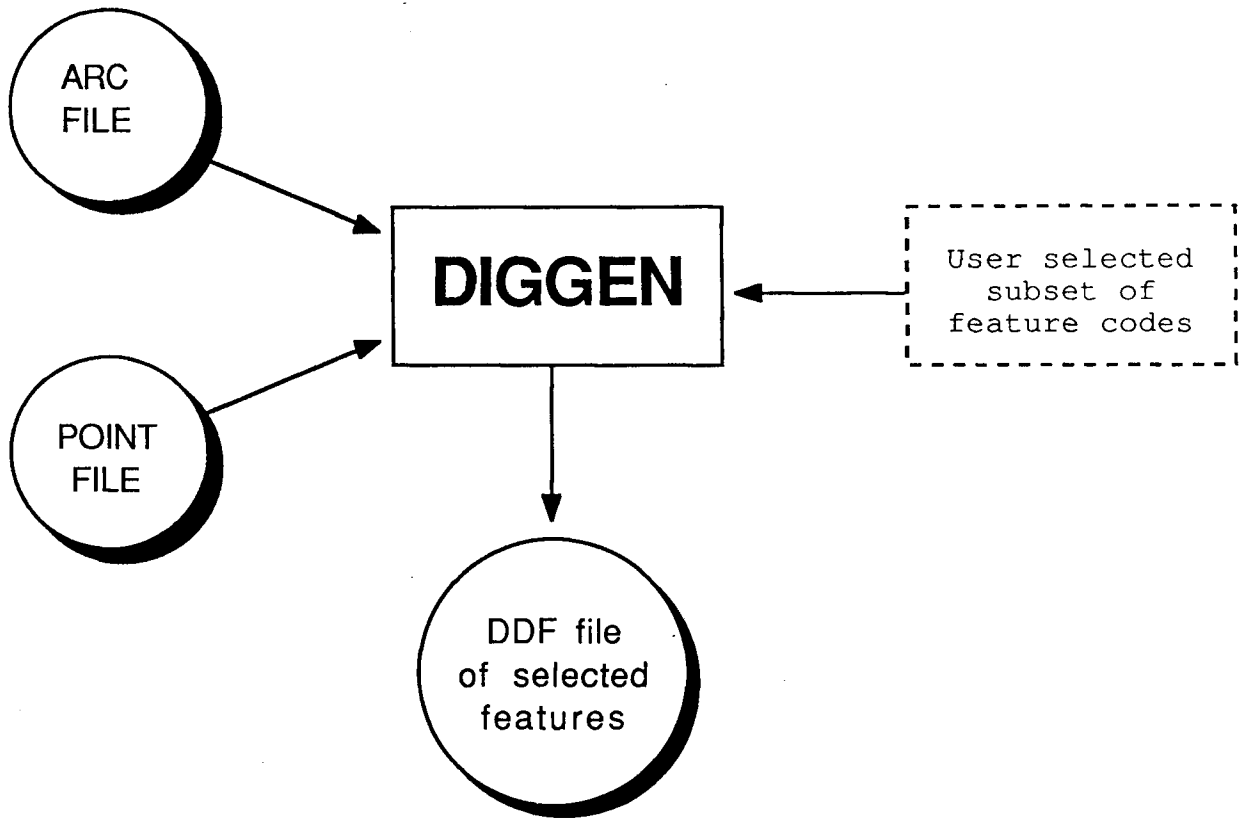 ARC
FILE
DIGGEN
User selected
subset of
feature codes
POINT
FILE
DDF file
of selected
features